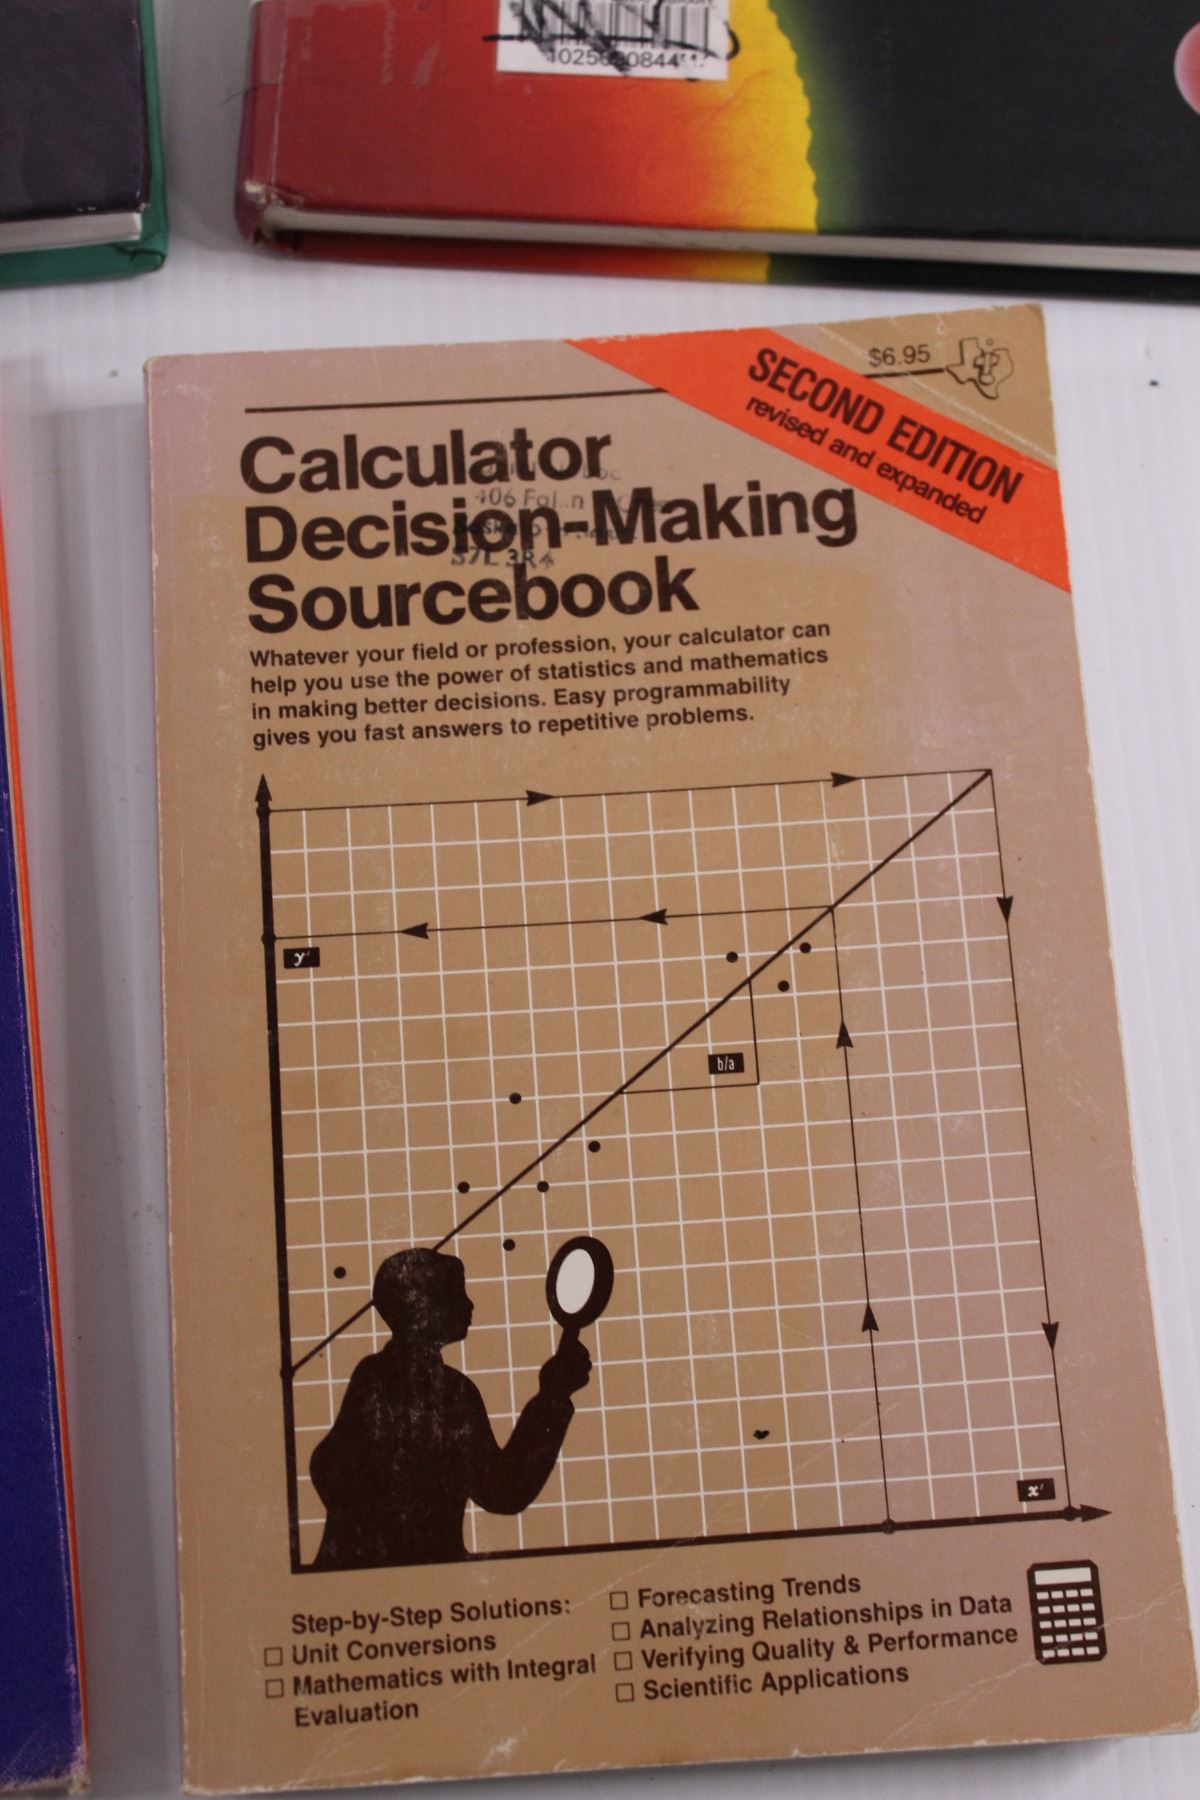 $6.95
SECOND EDITION
revised and expanded
Calculator
Decision-Making
Sourcebook
406
S7L 3R4
Whatever your field or profession, your calculator can
help you use the power of statistics and mathematics
in making better decisions. Easy programmability
gives you fast answers to repetitive problems.
y'
b/a
x'
Step-by-Step Solutions:
Unit Conversions
Mathematics with Integral
Evaluation
Forecasting Trends
Analyzing Relationships in Data
Verifying Quality & Performance
Scientific Applications